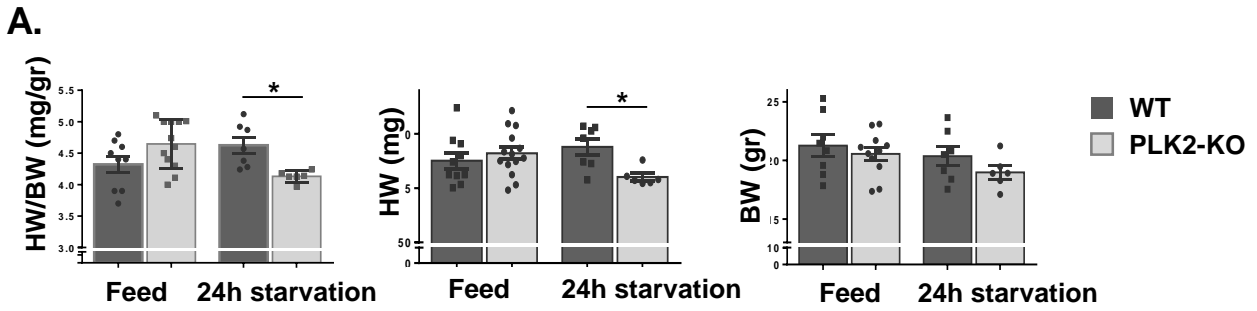 A.
HW/BW (mg/gr)
5.5
5.0
4.5
4.0
3.5
3.0
*
Feed
24h starvation
HW (mg)
0
5
50
0
*
Feed
24h starvation
BW (gr)
25
20
15
10
0
Feed
24h starvation
WT
PLK2-KO